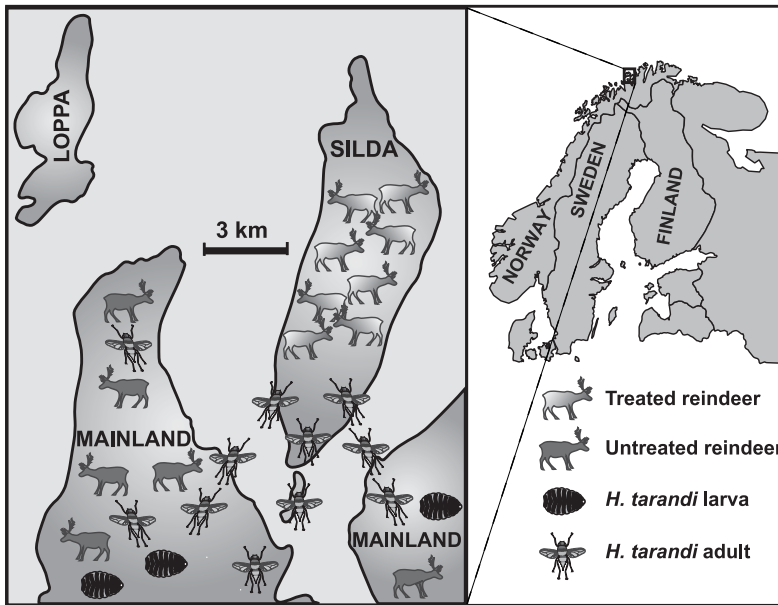 LOPPA
SILDA
3 km
MAINLAND
MAINLAND
NORWAY
SWEDEN
FINLAND
Treated reindeer
Untreated reindeer
H. tarandi larva
H. tarandi adult